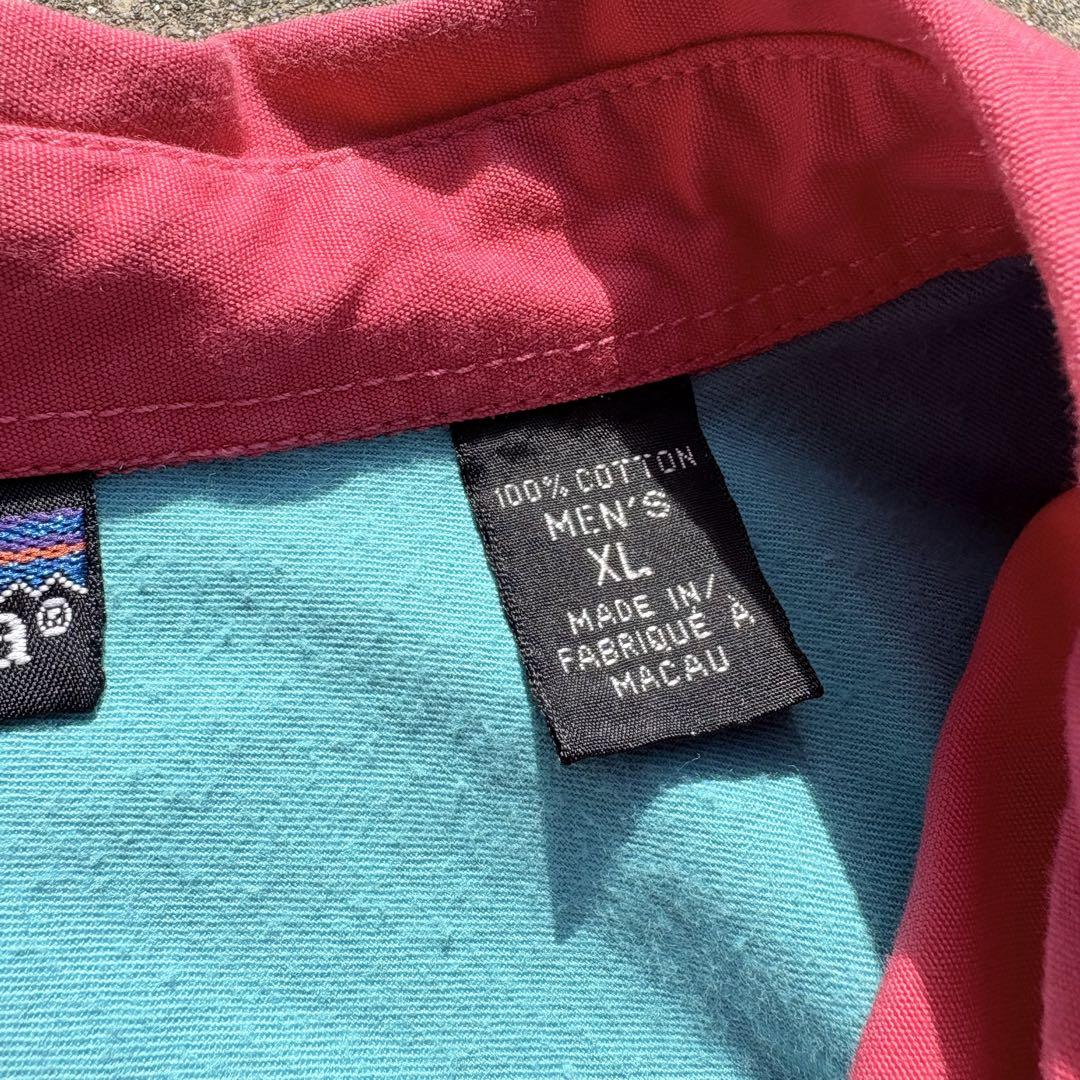 a®
100% COTTON
MEN'S
XL
MADE IN/
FABRIQUÉ À
MACAU